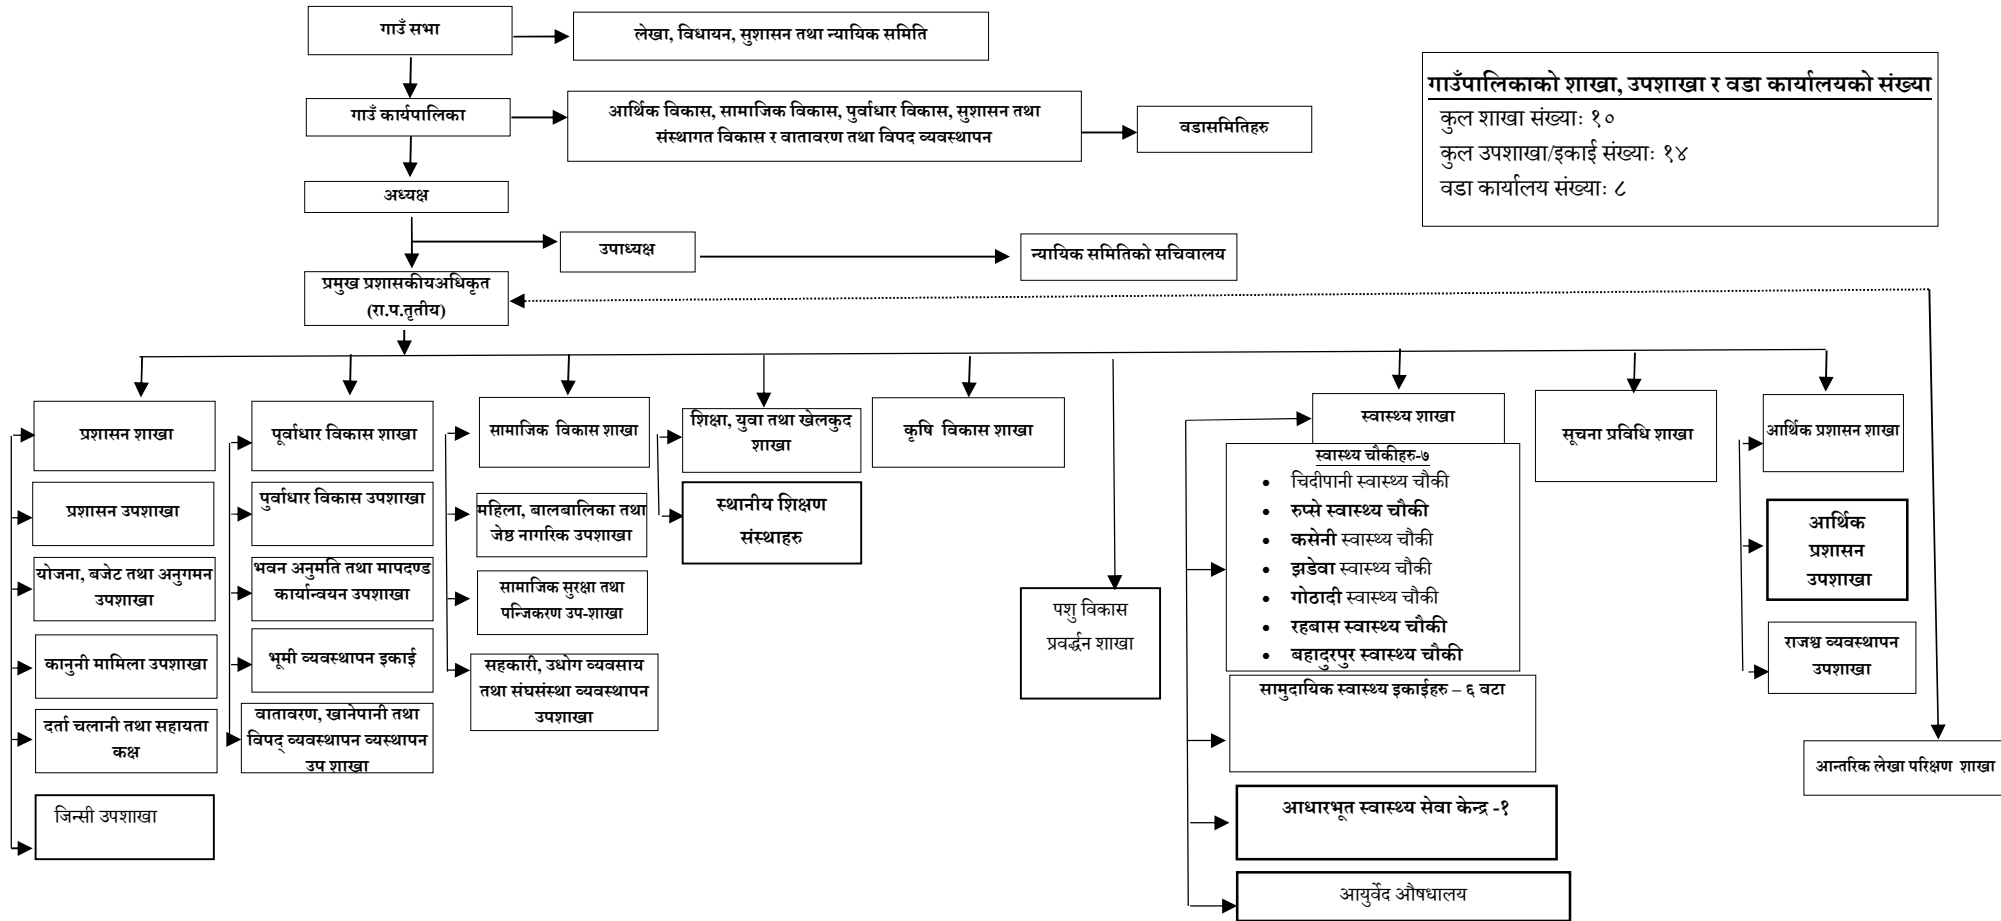 गाउँ सभा
लेखा, विधायन, सुशासन तथा न्यायिक समिति
गाउँपालिकाको शाखा, उपशाखा र वडा कार्यालयको संख्या
कुल शाखा संख्याः १०
कुल उपशाखा/इकाई संख्याः १४
वडा कार्यालय संख्याः ८
गाउँ कार्यपालिका
आर्थिक विकास, सामाजिक विकास, पुर्वाधार विकास, सुशासन तथा
संस्थागत विकास र वातावरण तथा विपद व्यवस्थापन
वडासमितिहरु
अध्यक्ष
उपाध्यक्ष
न्यायिक समितिको सचिवालय
प्रमुख प्रशासकीयअधिकृत
(रा.प.तृतीय)
प्रशासन शाखा
प्रशासन उपशाखा
योजना, बजेट तथा अनुगमन
उपशाखा
कानुनी मामिला उपशाखा
दर्ता चलानी तथा सहायता
कक्ष
जिन्सी उपशाखा
पूर्वाधार विकास शाखा
पुर्वाधार विकास उपशाखा
भवन अनुमति तथा मापदण्ड
कार्यान्वयन उपशाखा
भूमी व्यवस्थापन इकाई
वातावरण, खानेपानी तथा
विपद् व्यवस्थापन व्यस्थापन
उप शाखा
सामाजिक विकास शाखा
महिला, बालबालिका तथा
जेष्ठ नागरिक उपशाखा
सामाजिक सुरक्षा तथा
पन्जिकरण उप-शाखा
सहकारी, उधोग व्यवसाय
तथा संघसंस्था व्यवस्थापन
उपशाखा
शिक्षा, युवा तथा खेलकुद
शाखा
स्थानीय शिक्षण
संस्थाहरु
कृषि विकास शाखा
पशु विकास
प्रवर्द्धन शाखा
स्वास्थ्य शाखा
स्वास्थ्य चौकीहरु-७
• चिदीपानी स्वास्थ्य चौकी
• रुप्से स्वास्थ्य चौकी
• कसेनी स्वास्थ्य चौकी
• झडेवा स्वास्थ्य चौकी
• गोठादी स्वास्थ्य चौकी
• रहबास स्वास्थ्य चौकी
• बहादुरपुर स्वास्थ्य चौकी
सामुदायिक स्वास्थ्य इकाईहरु – ६ वटा
आधारभूत स्वास्थ्य सेवा केन्द्र -१
आयुर्वेद औषधालय
सूचना प्रविधि शाखा
आर्थिक प्रशासन शाखा
आर्थिक
प्रशासन
उपशाखा
राजश्व व्यवस्थापन
उपशाखा
आन्तरिक लेखा परिक्षण शाखा